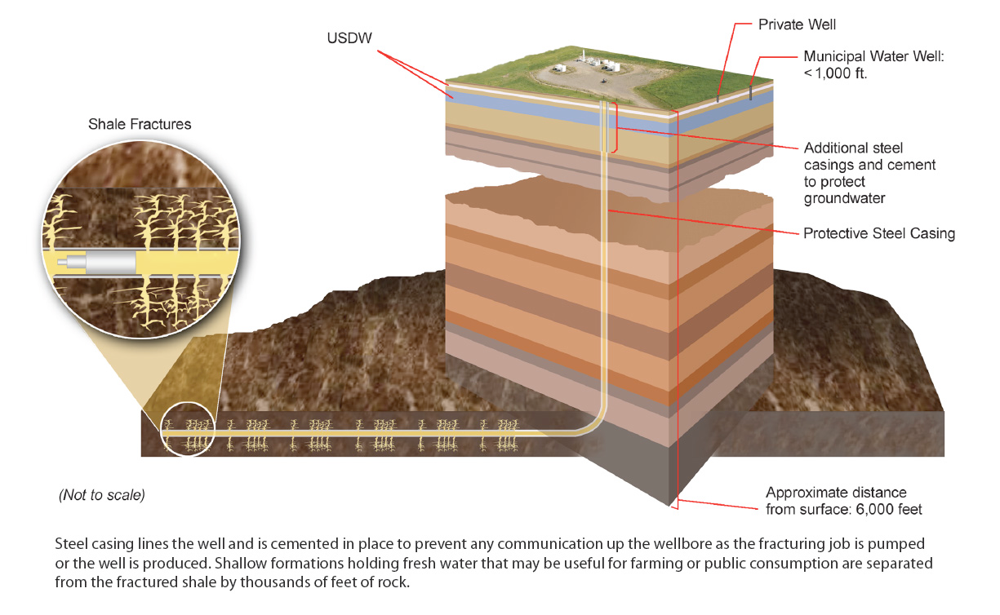 USDW
Private Well
Municipal Water Well:
<1,000 ft.
Shale Fractures
Additional steel
casings and cement
to protect
groundwater
Protective Steel Casing
(Not to scale)
Approximate distance
from surface: 6,000 feet
Steel casing lines the well and is cemented in place to prevent any communication up the wellbore as the fracturing job is pumped
or the well is produced. Shallow formations holding fresh water that may be useful for farming or public consumption are separated
from the fractured shale by thousands of feet of rock.